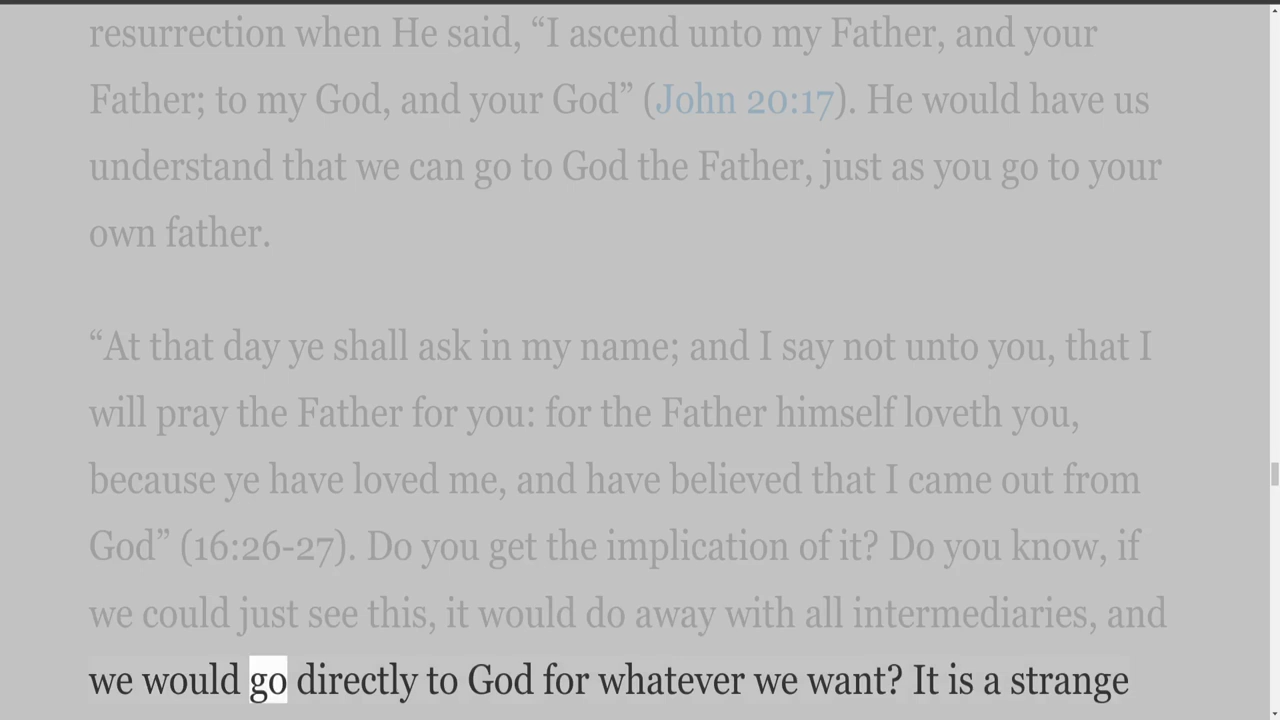 resurrection when He said, “I ascend unto my Father, and your
Father; to my God, and your God” (John 20:17). He would have us
understand that we can go to God the Father, just as you go to your
own father.
“At that day ye shall ask in my name; and I say not unto you, that I
will pray the Father for you: for the Father himself loveth you,
because ye have loved me, and have believed that I came out from
God” (16:26-27). Do you get the implication of it? Do you know, if
we could just see this, it would do away with all intermediaries, and
we would go directly to God for whatever we want? It is a strange